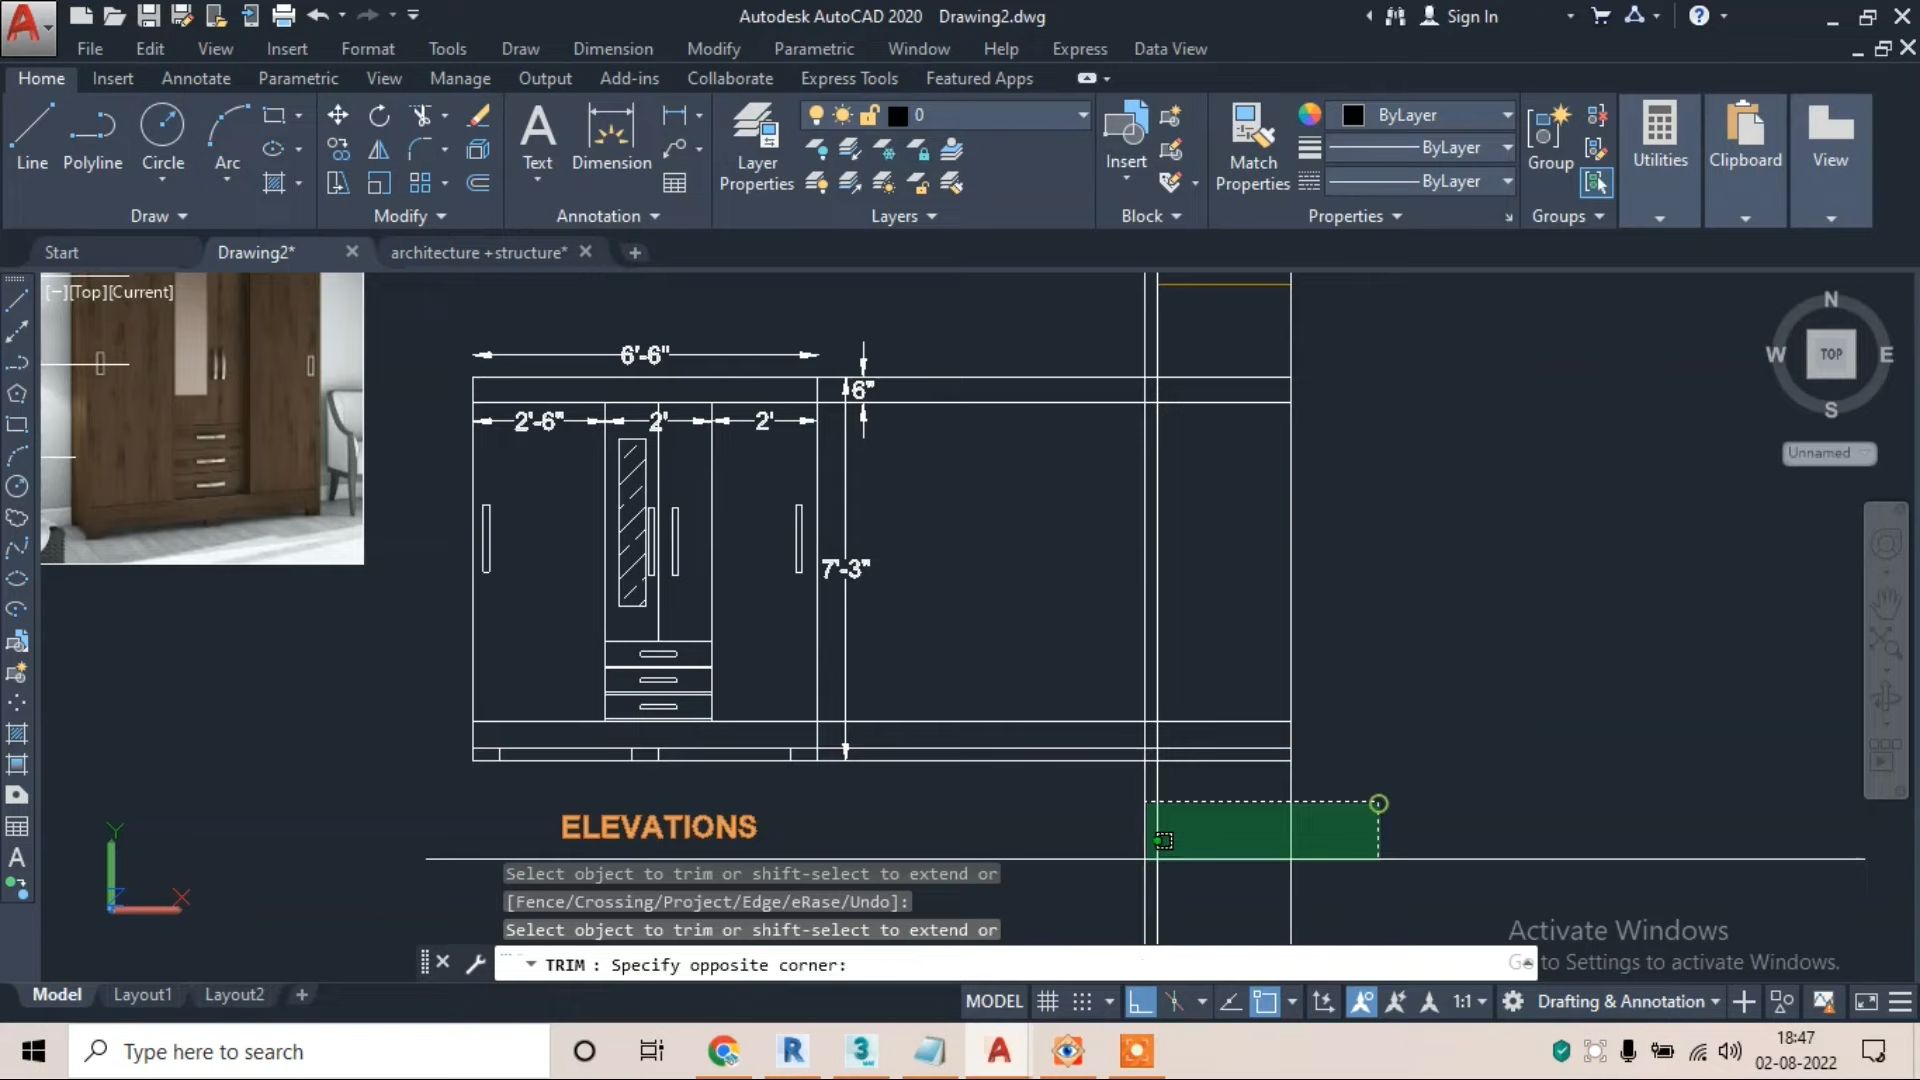 Autodesk AutoCAD 2020 Drawing2.dwg
Sign In
File Edit View Insert Format Tools Draw Dimension Modify Parametric Window Help Express Data View
Home Insert Annotate Parametric View Manage Output Add-ins Collaborate Express Tools Featured Apps
Line Polyline Circle Arc
Draw
Modify
Text Dimension
Annotation
Layer Properties
0
Layers
Insert
Block
Match Properties
ByLayer
ByLayer
ByLayer
Properties
Group
Groups
Utilities
Clipboard
View
Start Drawing2* architecture +structure*
[−][Top][Current]
N
W TOP E
S
Unnamed
6'-6"
6"
2'-6" 2' 2'
7'-3"
ELEVATIONS
Y
X
Select object to trim or shift-select to extend or
[Fence/Crossing/Project/Edge/eRase/Undo]:
Select object to trim or shift-select to extend or
TRIM : Specify opposite corner:
Activate Windows
Go to Settings to activate Windows.
Model Layout1 Layout2
MODEL 1:1 Drafting & Annotation
Type here to search
18:47
02-08-2022